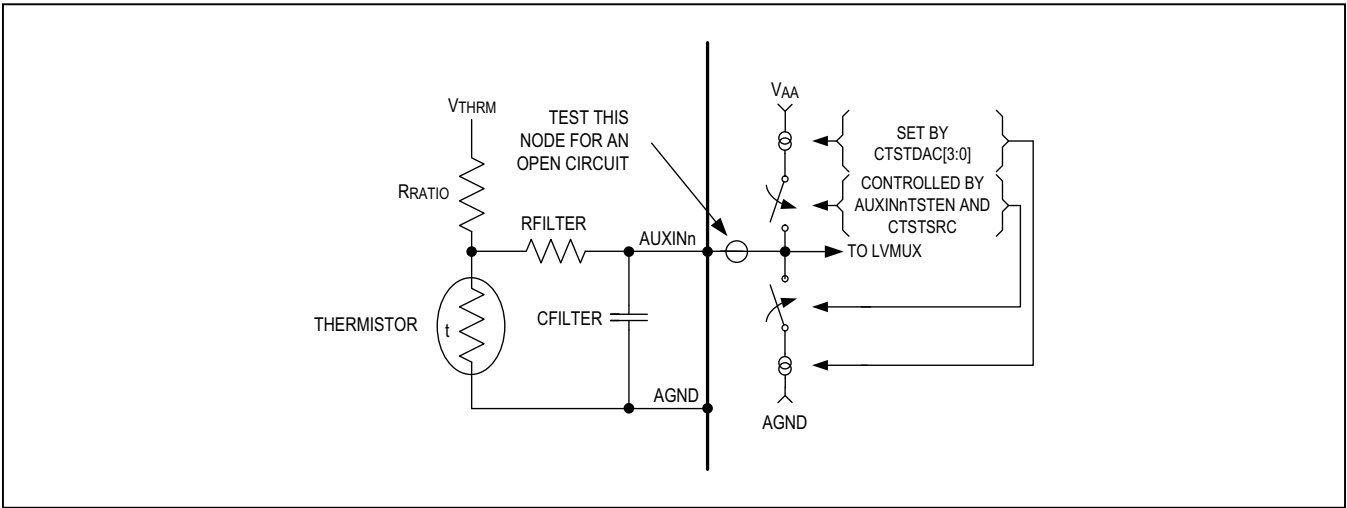 VTHRM
TEST THIS
NODE FOR AN
OPEN CIRCUIT
VAA
SET BY
CTSTDAC[3:0]
CONTROLLED BY
AUXINnTSTEN AND
CTSTSRC
RRATIO
RFILTER
AUXINn
TO LVMUX
THERMISTOR
t
CFILTER
AGND
AGND